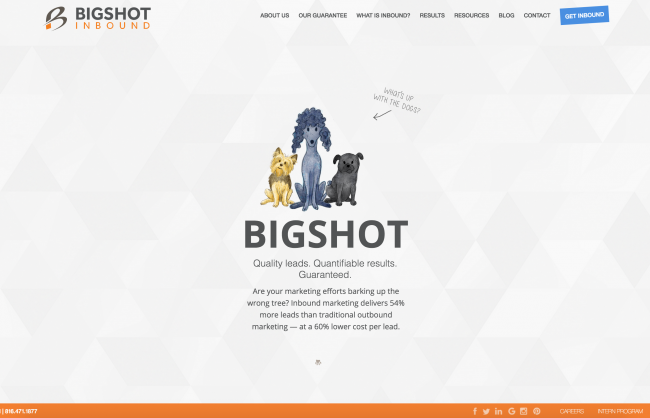 BIGSHOT
INBOUND
ABOUT US OUR GUARANTEE WHAT IS INBOUND? RESULTS RESOURCES BLOG CONTACT GET INBOUND
WHAT'S UP
WITH THE DOGS?
BIGSHOT
Quality leads. Quantifiable results.
Guaranteed.
Are your marketing efforts barking up the
wrong tree? Inbound marketing delivers 54%
more leads than traditional outbound
marketing — at a 60% lower cost per lead.
| 816.471.1877 CAREERS INTERN PROGRAM